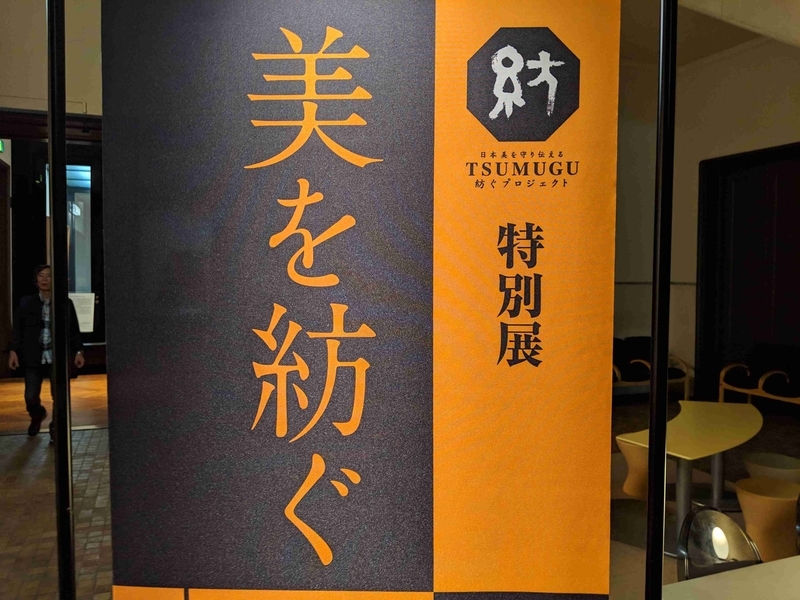 紡
日本美を守り伝える
TSUMUGU
紡ぐプロジェクト
特別展
美を紡ぐ